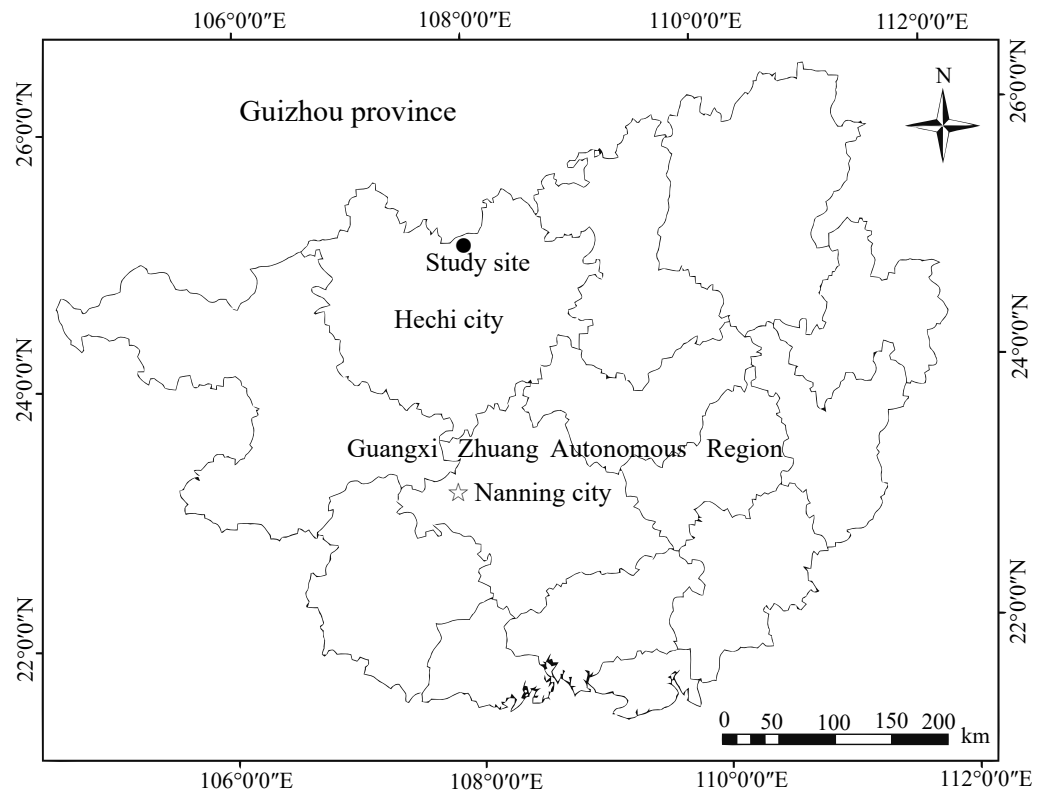 106°0′0″E 108°0′0″E 110°0′0″E 112°0′0″E
26°0′0″N
26°0′0″N
N
Guizhou province
Study site
Hechi city
24°0′0″N
24°0′0″N
Guangxi Zhuang Autonomous Region
Nanning city
22°0′0″N
22°0′0″N
0 50 100 150 200
km
106°0′0″E 108°0′0″E 110°0′0″E 112°0′0″E